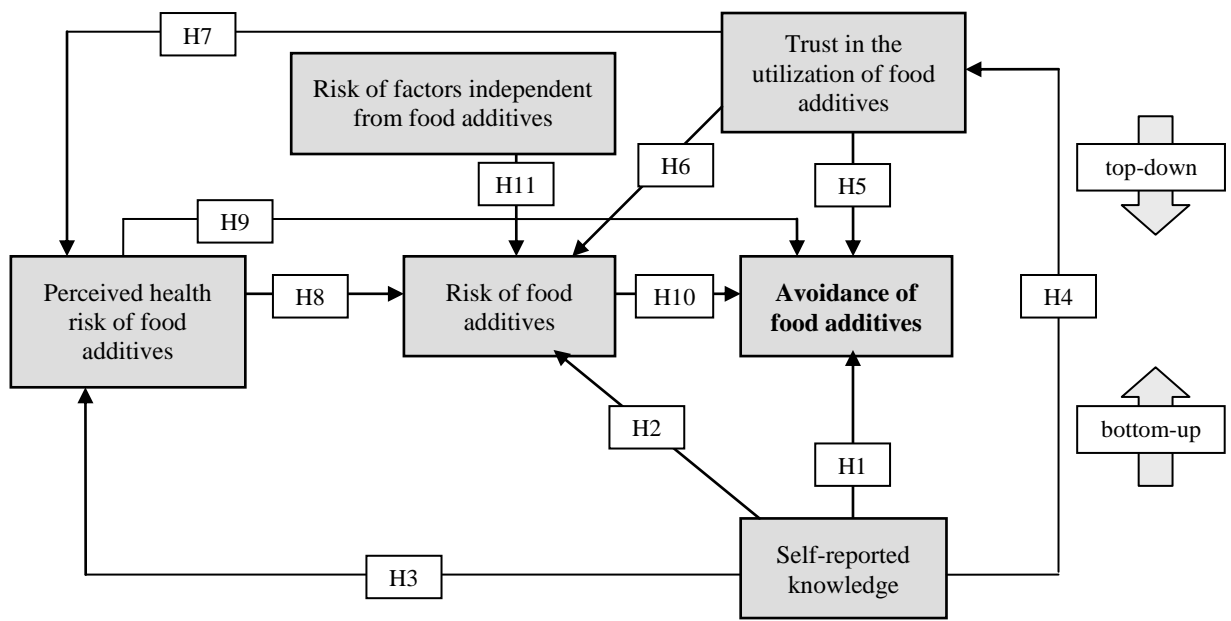 H7
Trust in the
utilization of food
additives
Risk of factors independent
from food additives
H6
H11
H5
top-down
H9
Perceived health
risk of food
additives
H8
Risk of food
additives
H10
Avoidance of
food additives
H4
H2
bottom-up
H1
H3
Self-reported
knowledge